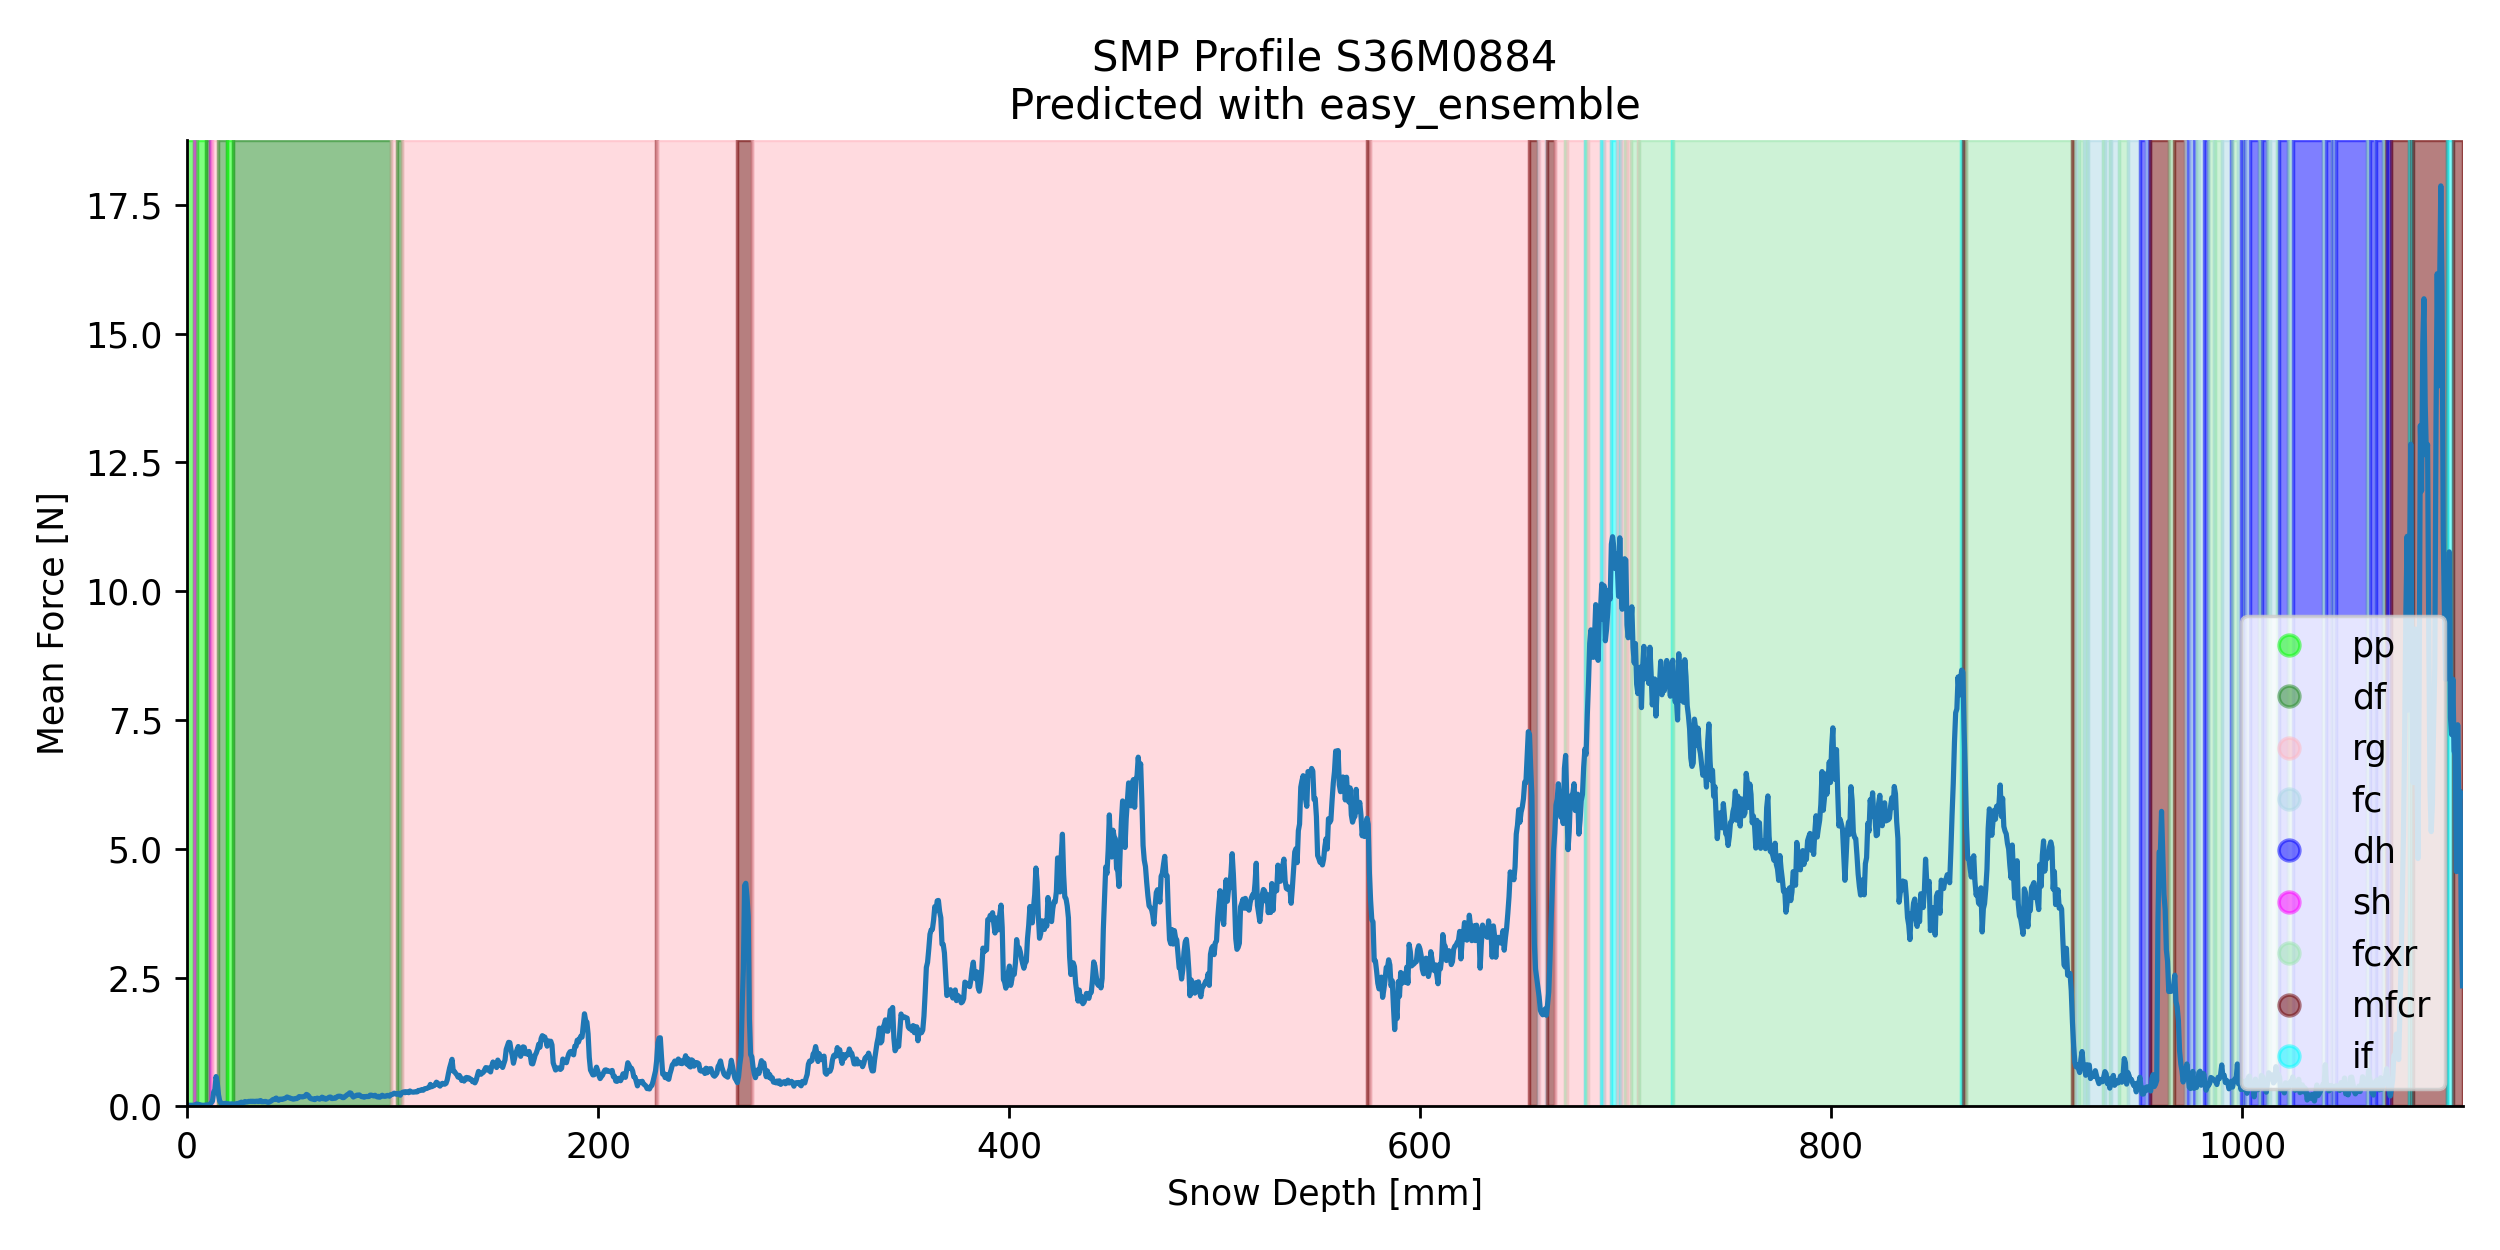 SMP Profile S36M0884
Predicted with easy_ensemble
Mean Force [N]
17.5
15.0
12.5
10.0
7.5
5.0
2.5
0.0
0 200 400 600 800 1000
Snow Depth [mm]
pp
df
rg
fc
dh
sh
fcxr
mfcr
if